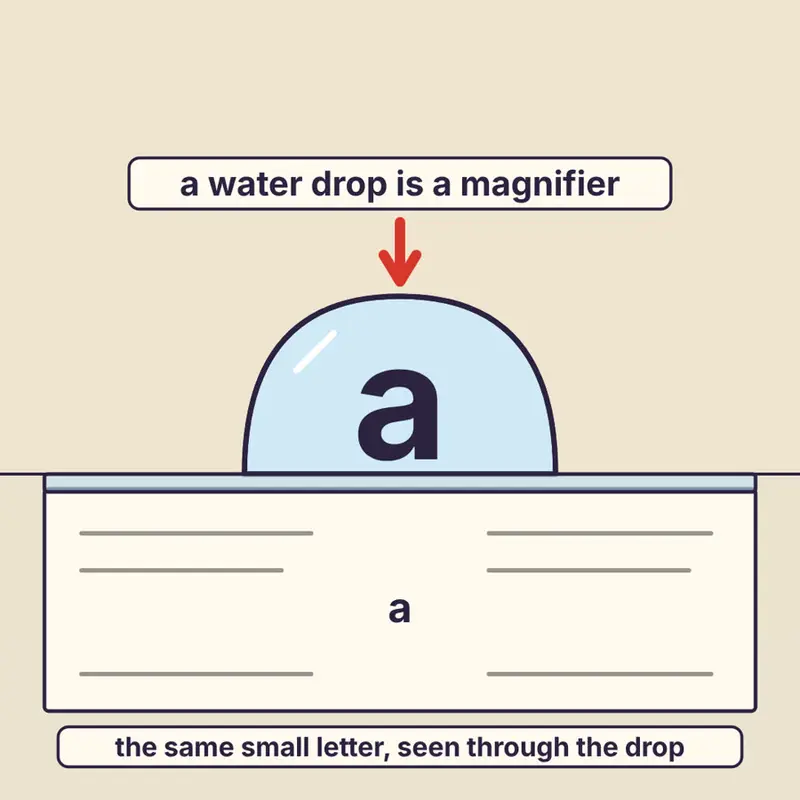 a water drop is a magnifier
a
a
the same small letter, seen through the drop